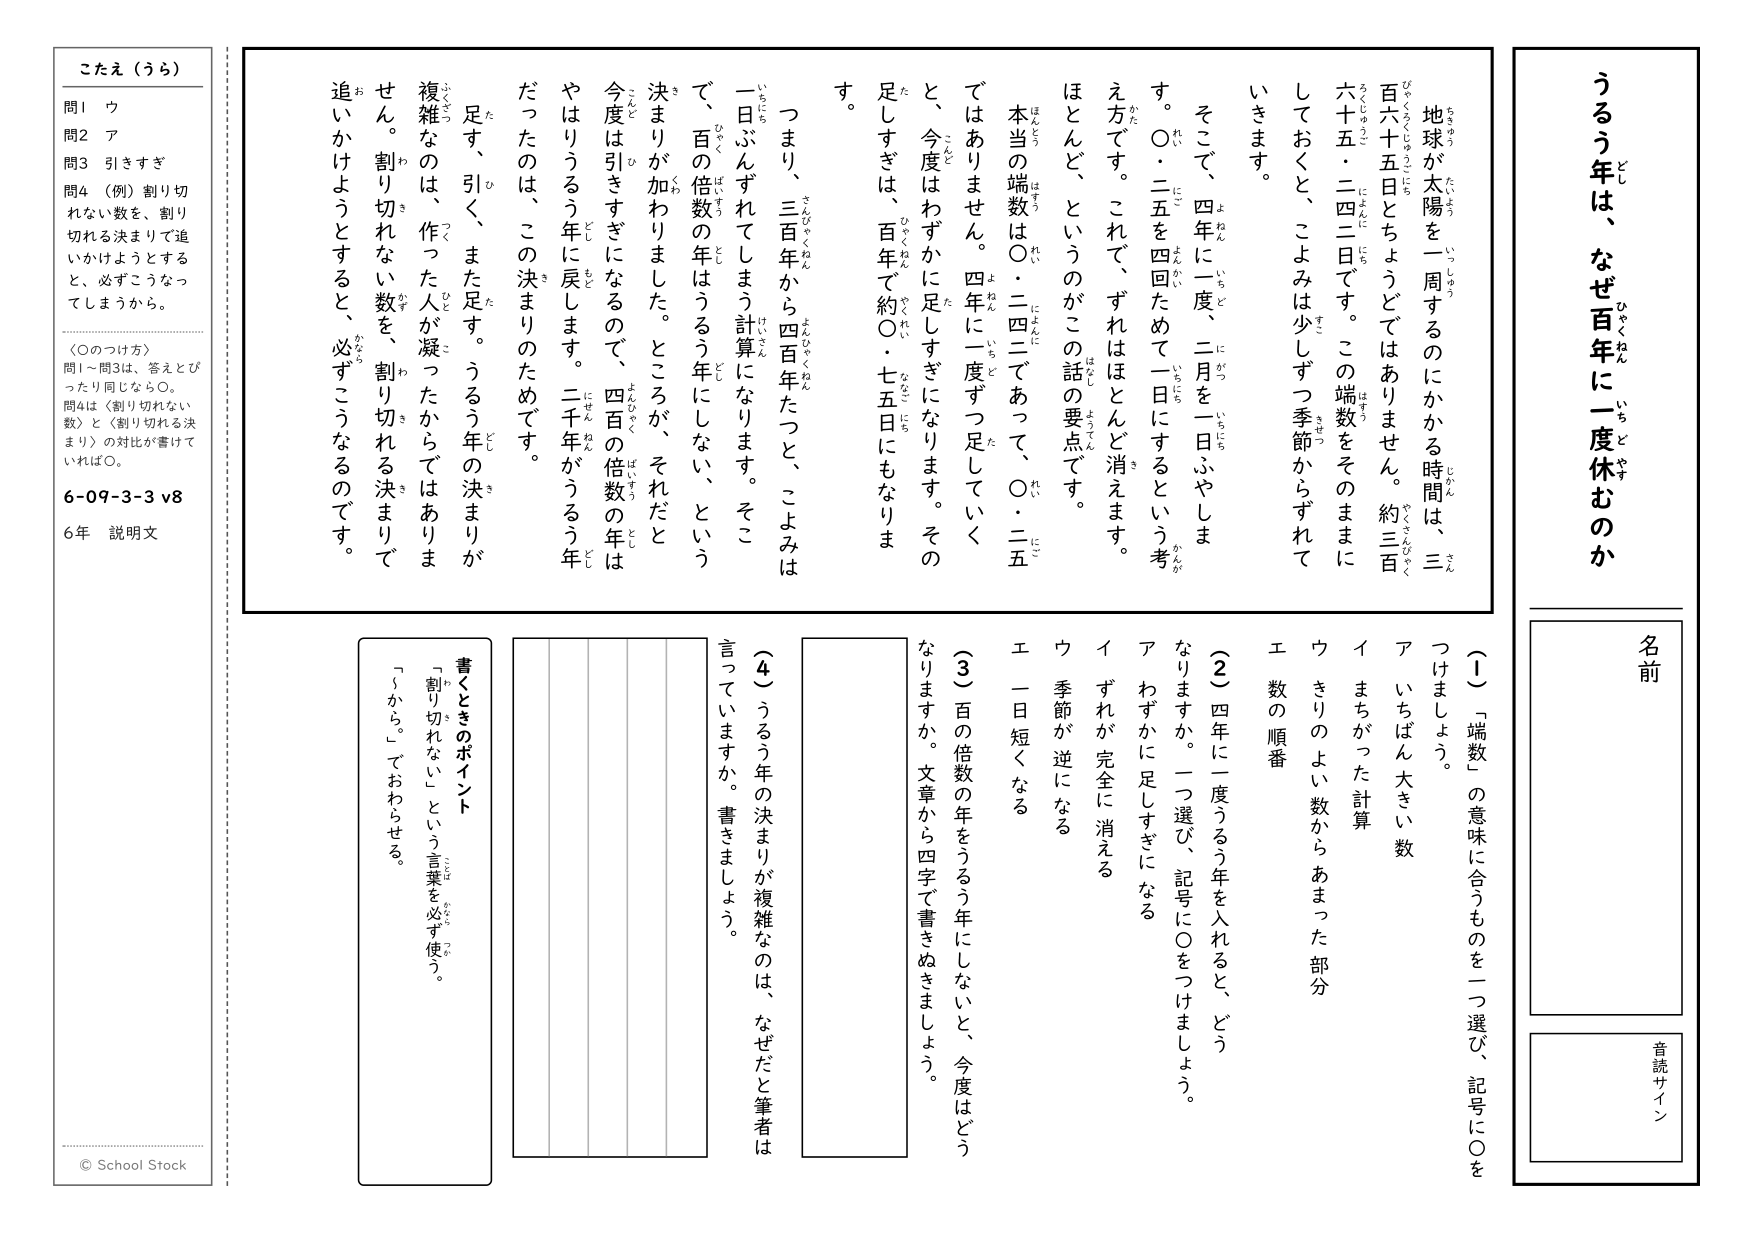 うるう年は、なぜ百年に一度休むのか
名前
音読サイン
地球が太陽を一周するのにかかる時間は、三
百六十五日とちょうどではありません。約三百
六十五・二四二日です。この端数をそのままに
しておくと、こよみは少しずつ季節からずれて
いきます。
そこで、四年に一度、二月を一日ふやしま
す。〇・二五を四回ためて一日にするという考
え方です。これで、ずれはほとんど消えます。
ほとんど、というのがこの話の要点です。
本当の端数は〇・二四二であって、〇・二五
ではありません。四年に一度ずつ足していく
と、今度はわずかに足しすぎになります。その
足しすぎは、百年で約〇・七五日にもなりま
す。
つまり、三百年から四百年たつと、こよみは
一日ぶんずれてしまう計算になります。そこ
で、百の倍数の年はうるう年にしない、という
決まりが加わりました。ところが、それだと
今度は引きすぎになるので、四百の倍数の年は
やはりうるう年に戻します。二千年がうるう年
だったのは、この決まりのためです。
足す、引く、また足す。うるう年の決まりが
複雑なのは、作った人が凝ったからではありま
せん。割り切れない数を、割り切れる決まりで
追いかけようとすると、必ずこうなるのです。
(1)「端数」の意味に合うものを一つ選び、記号に〇を
つけましょう。
ア いちばん大きい数
イ まちがった計算
ウ きりのよい数からあまった部分
エ 数の順番
(2)四年に一度うるう年を入れると、どう
なりますか。一つ選び、記号に〇をつけましょう。
ア わずかに足しすぎになる
イ ずれが完全に消える
ウ 季節が逆になる
エ 一日短くなる
(3)百の倍数の年をうるう年にしないと、今度はどう
なりますか。文章から四字で書きぬきましょう。
(4)うるう年の決まりが複雑なのは、なぜだと筆者は
言っていますか。書きましょう。
書くときのポイント
「割り切れない」という言葉を必ず使う。
「〜から。」でおわらせる。
こたえ（うら）
問1 ウ
問2 ア
問3 引きすぎ
問4 （例）割り切
れない数を、割り
切れる決まりで追
いかけようとする
と、必ずこうなっ
てしまうから。
〈〇のつけ方〉
問1〜問3は、答えとぴ
ったり同じなら〇。
問4は〈割り切れない
数〉と〈割り切れる決
まり〉の対比が書けて
いれば〇。
6-09-3-3 v8
6年 説明文
© School Stock